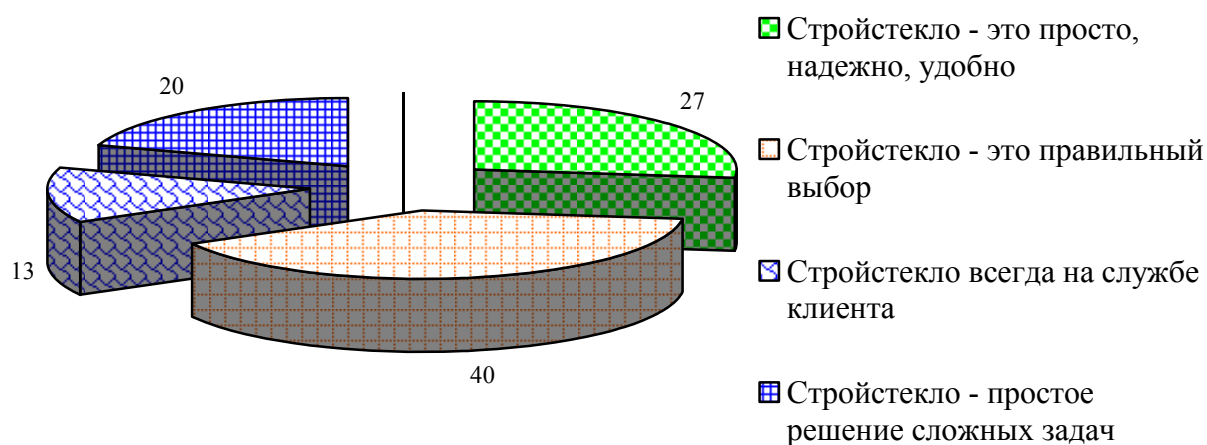 20
27
13
40
Стройстекло - это просто,
надежно, удобно
Стройстекло - это правильный
выбор
Стройстекло всегда на службе
клиента
Стройстекло - простое
решение сложных задач